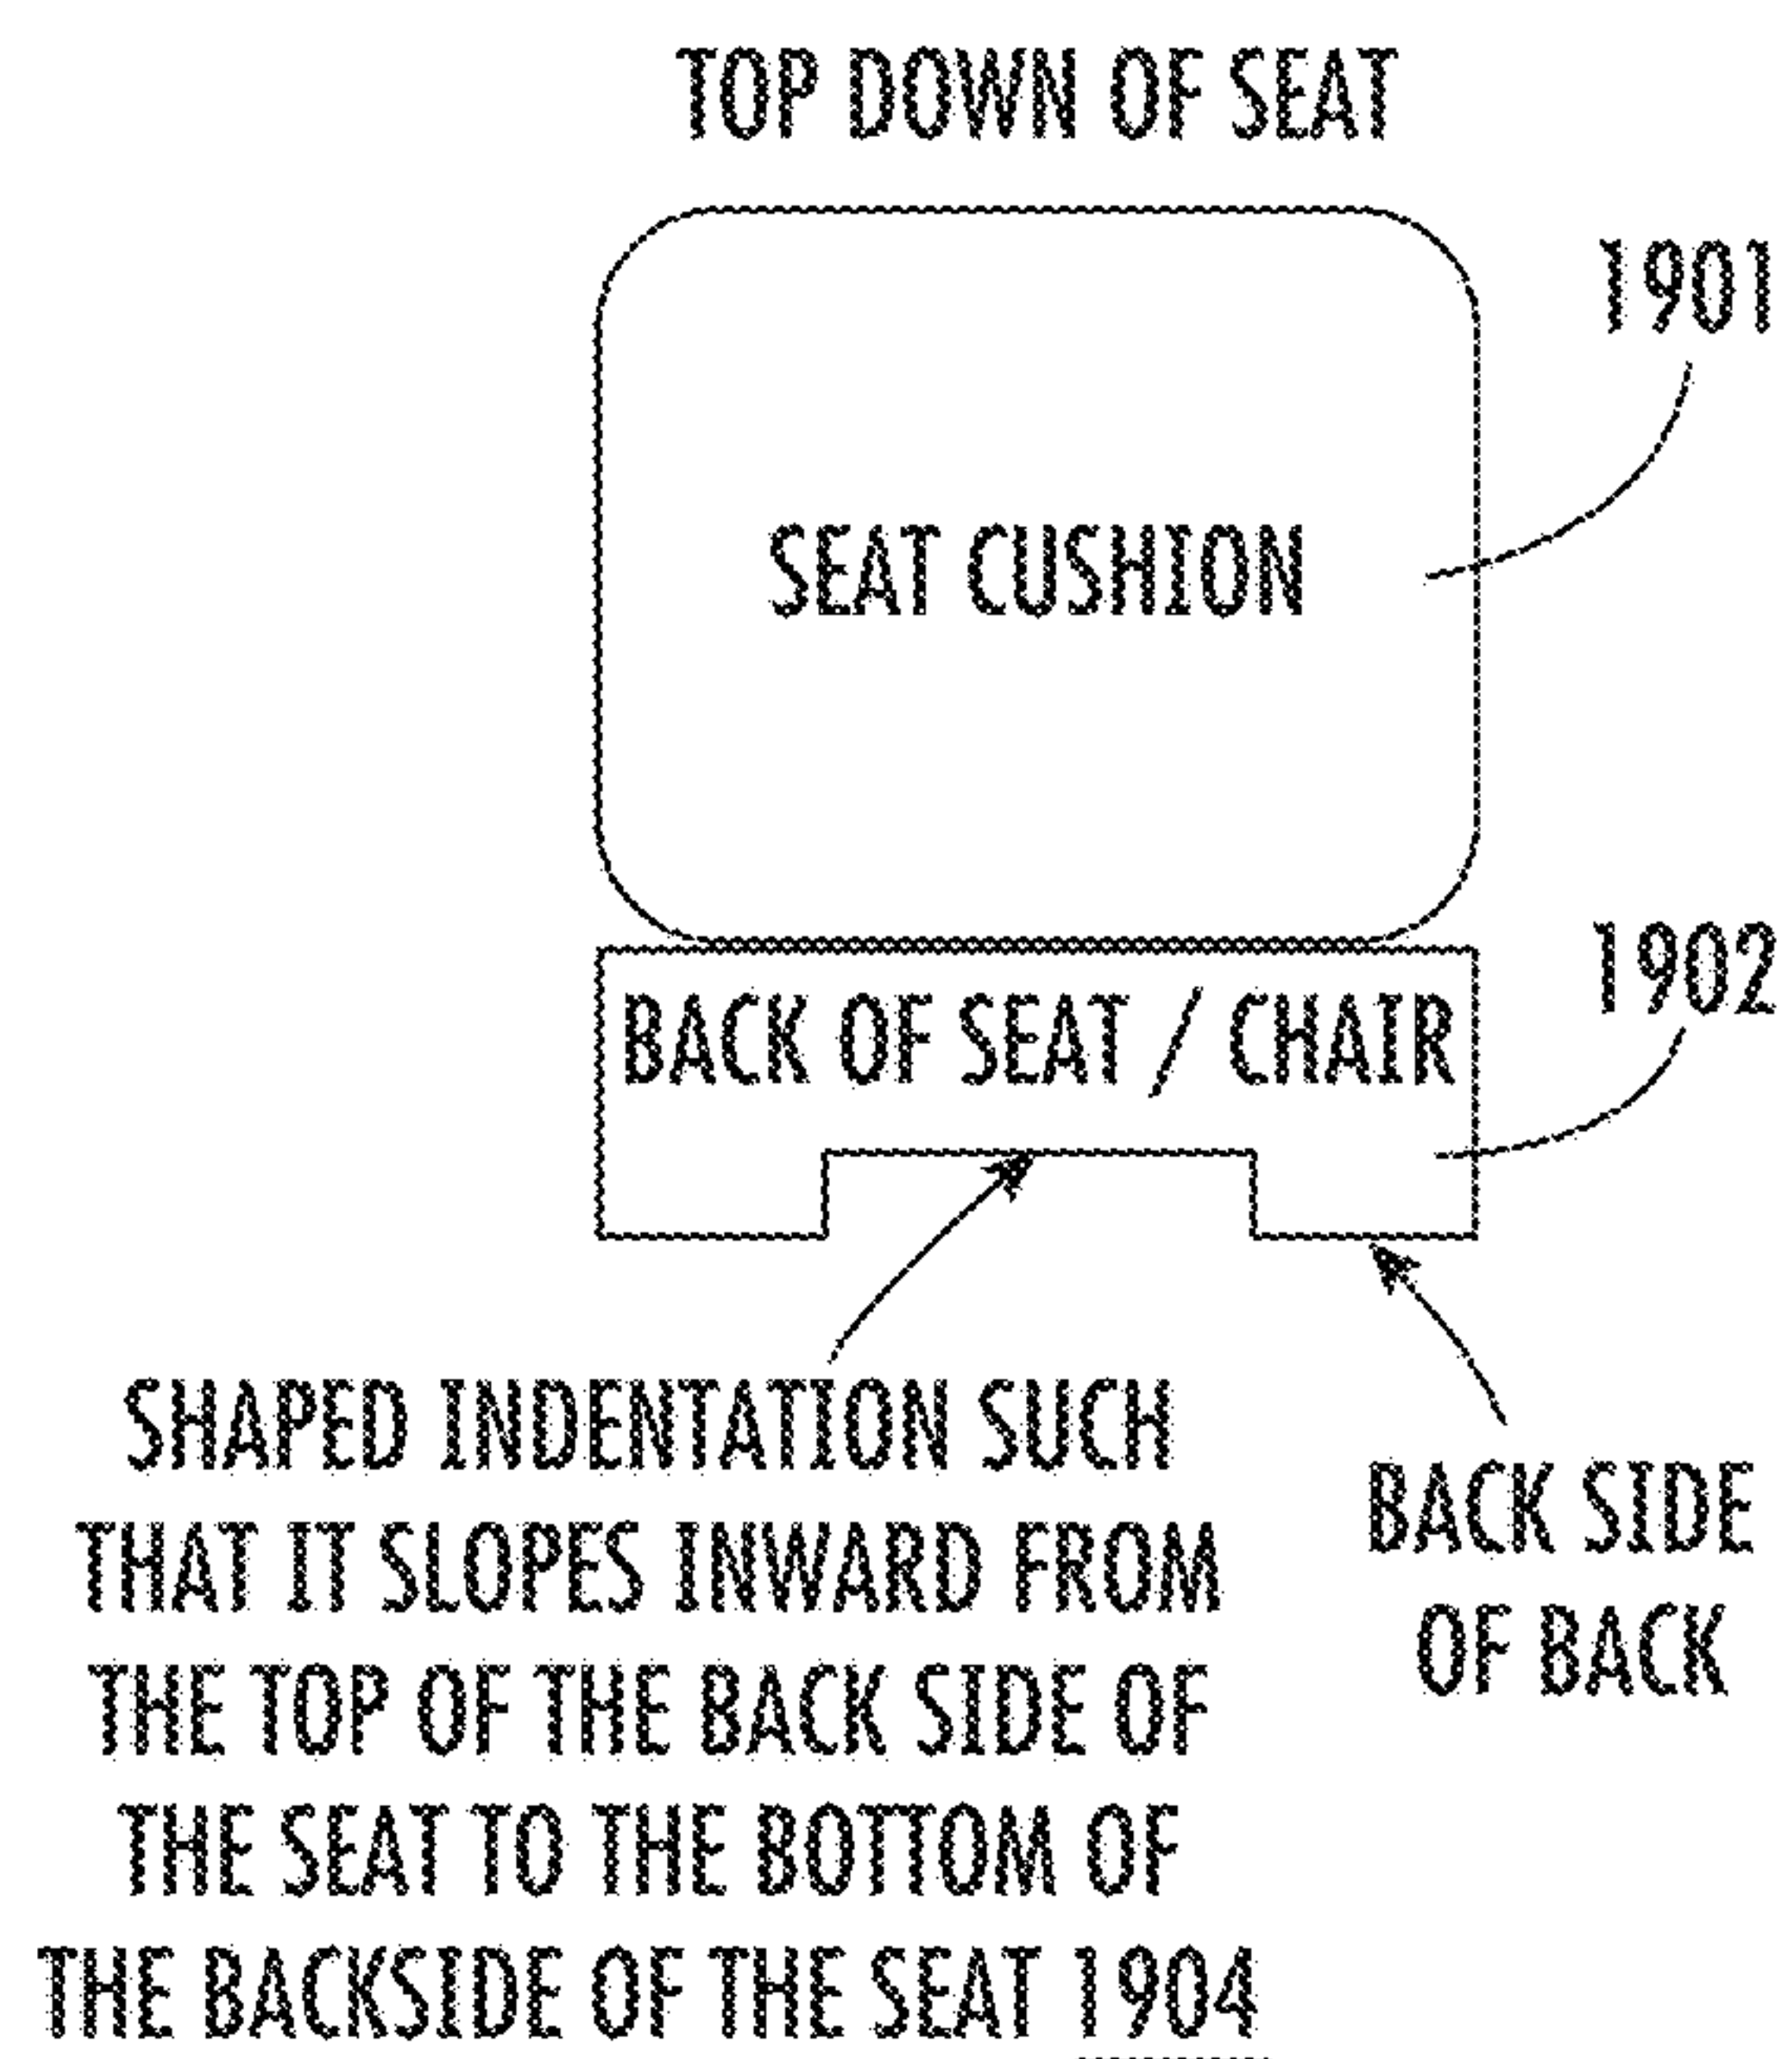 TOP DOWN OF SEAT
1901
SEAT CUSHION
1902
BACK OF SEAT / CHAIR
SHAPED INDENTATION SUCH
THAT IT SLOPES INWARD FROM
THE TOP OF THE BACK SIDE OF
THE SEAT TO THE BOTTOM OF
THE BACKSIDE OF THE SEAT 1904
BACK SIDE
OF BACK